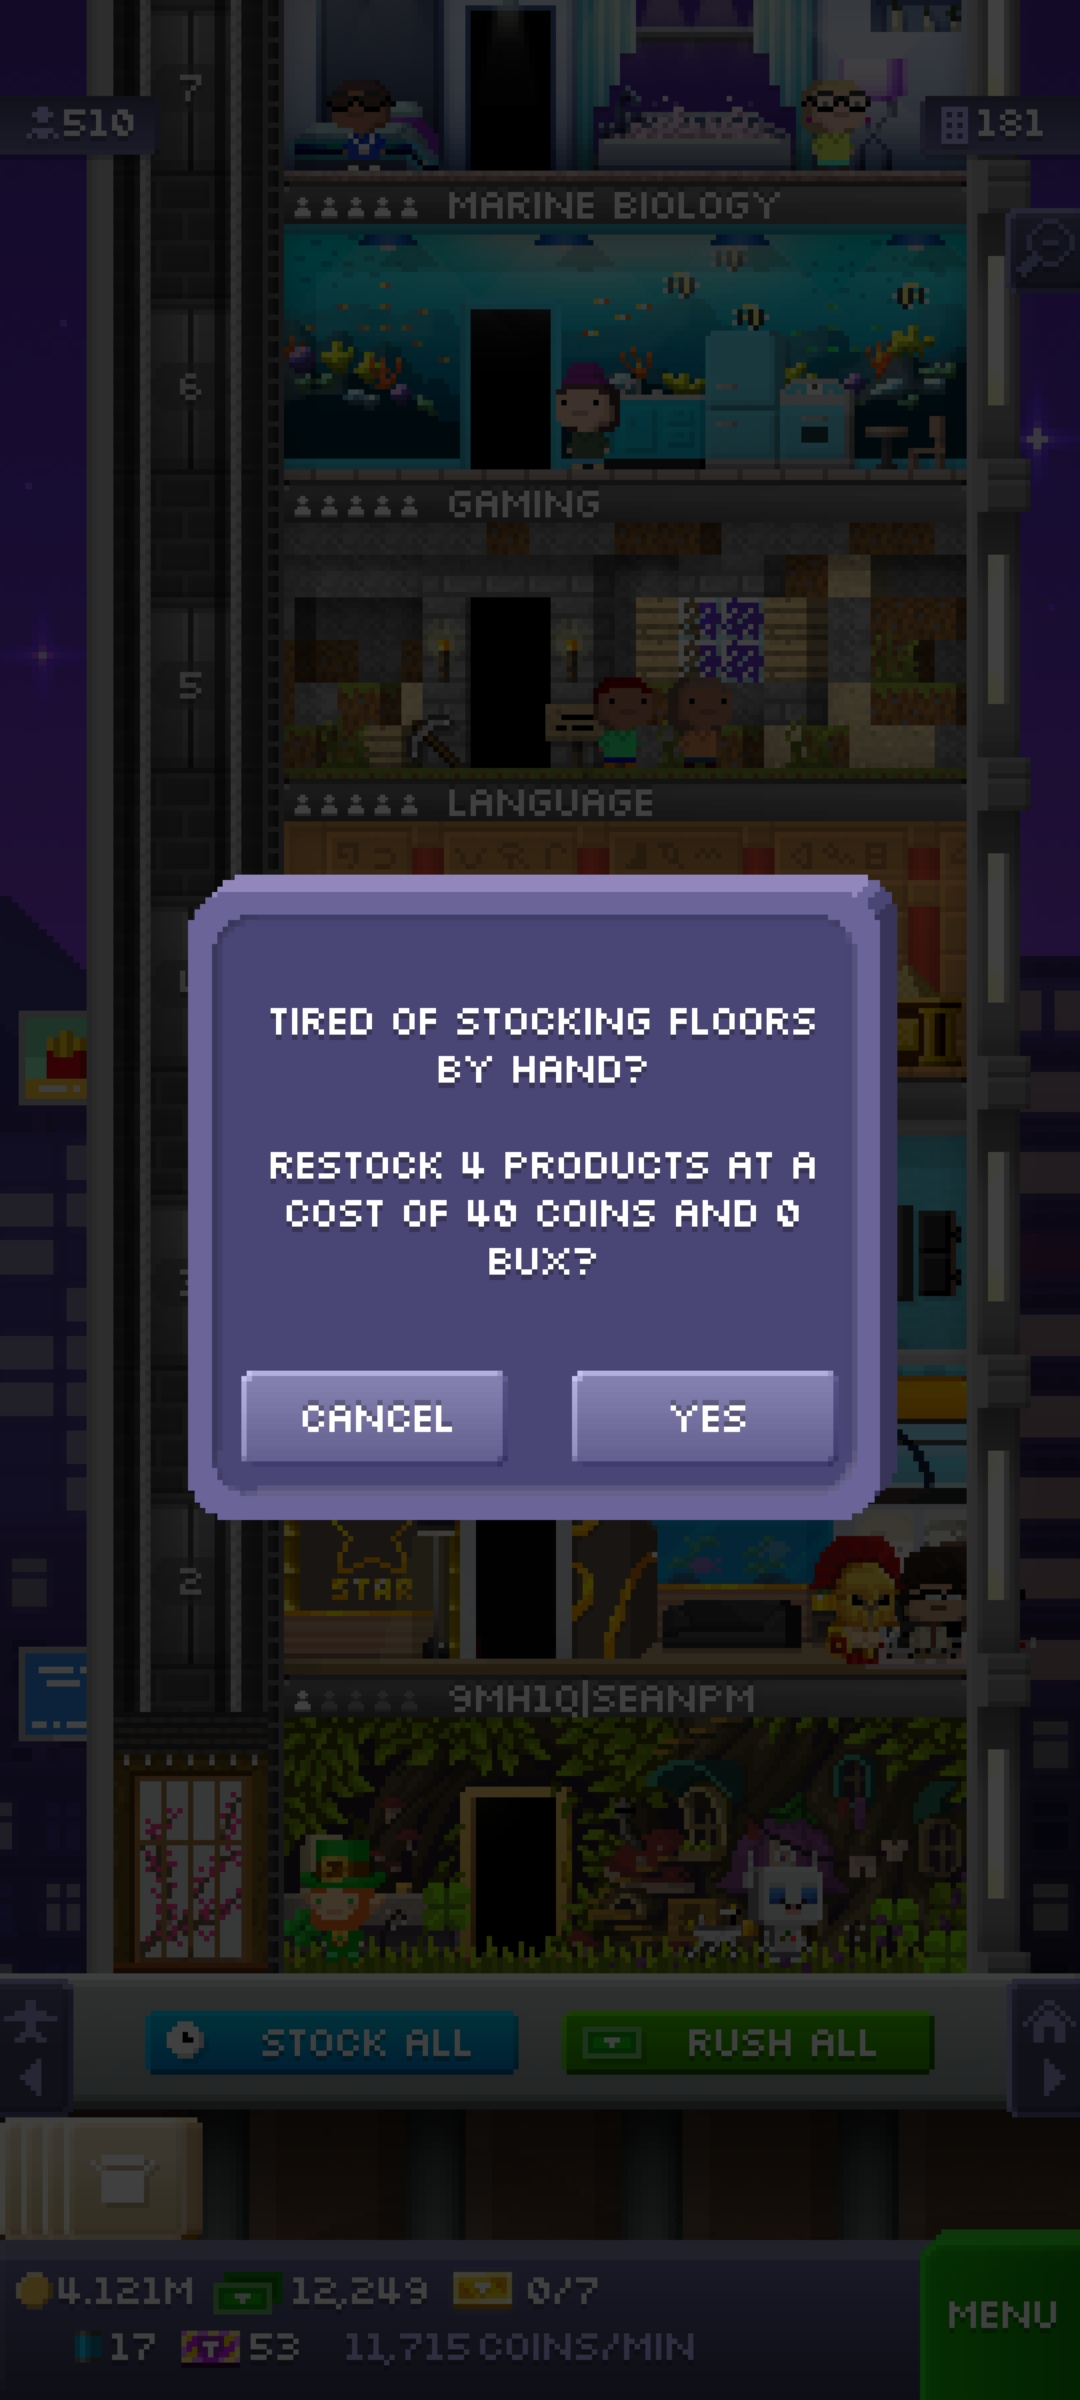 7
510
181
MARINE BIOLOGY
6
GAMING
5
LANGUAGE
TIRED OF STOCKING FLOORS
BY HAND?
RESTOCK 4 PRODUCTS AT A
COST OF 40 COINS AND 0
BUX?
CANCEL
YES
2
STAR
9MH1Q|SEANPM
STOCK ALL
RUSH ALL
4.121M
12,249
0/7
MENU
17
53
11,715 COINS/MIN